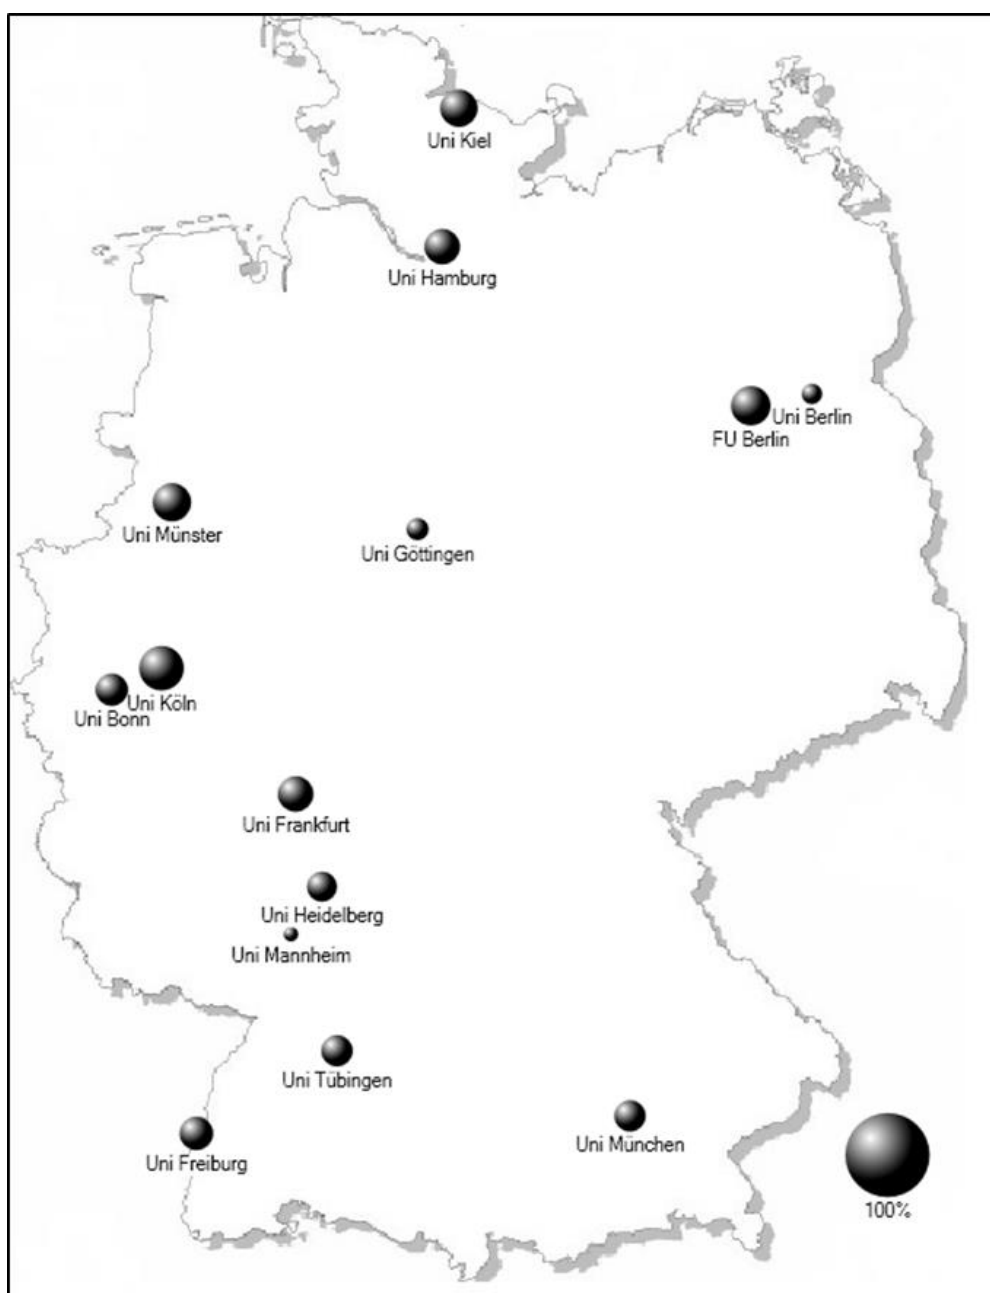 Uni Kiel
Uni Hamburg
Uni Berlin
FU Berlin
Uni Münster
Uni Göttingen
Uni Köln
Uni Bonn
Uni Frankfurt
Uni Heidelberg
Uni Mannheim
Uni Tübingen
Uni München
Uni Freiburg
100%